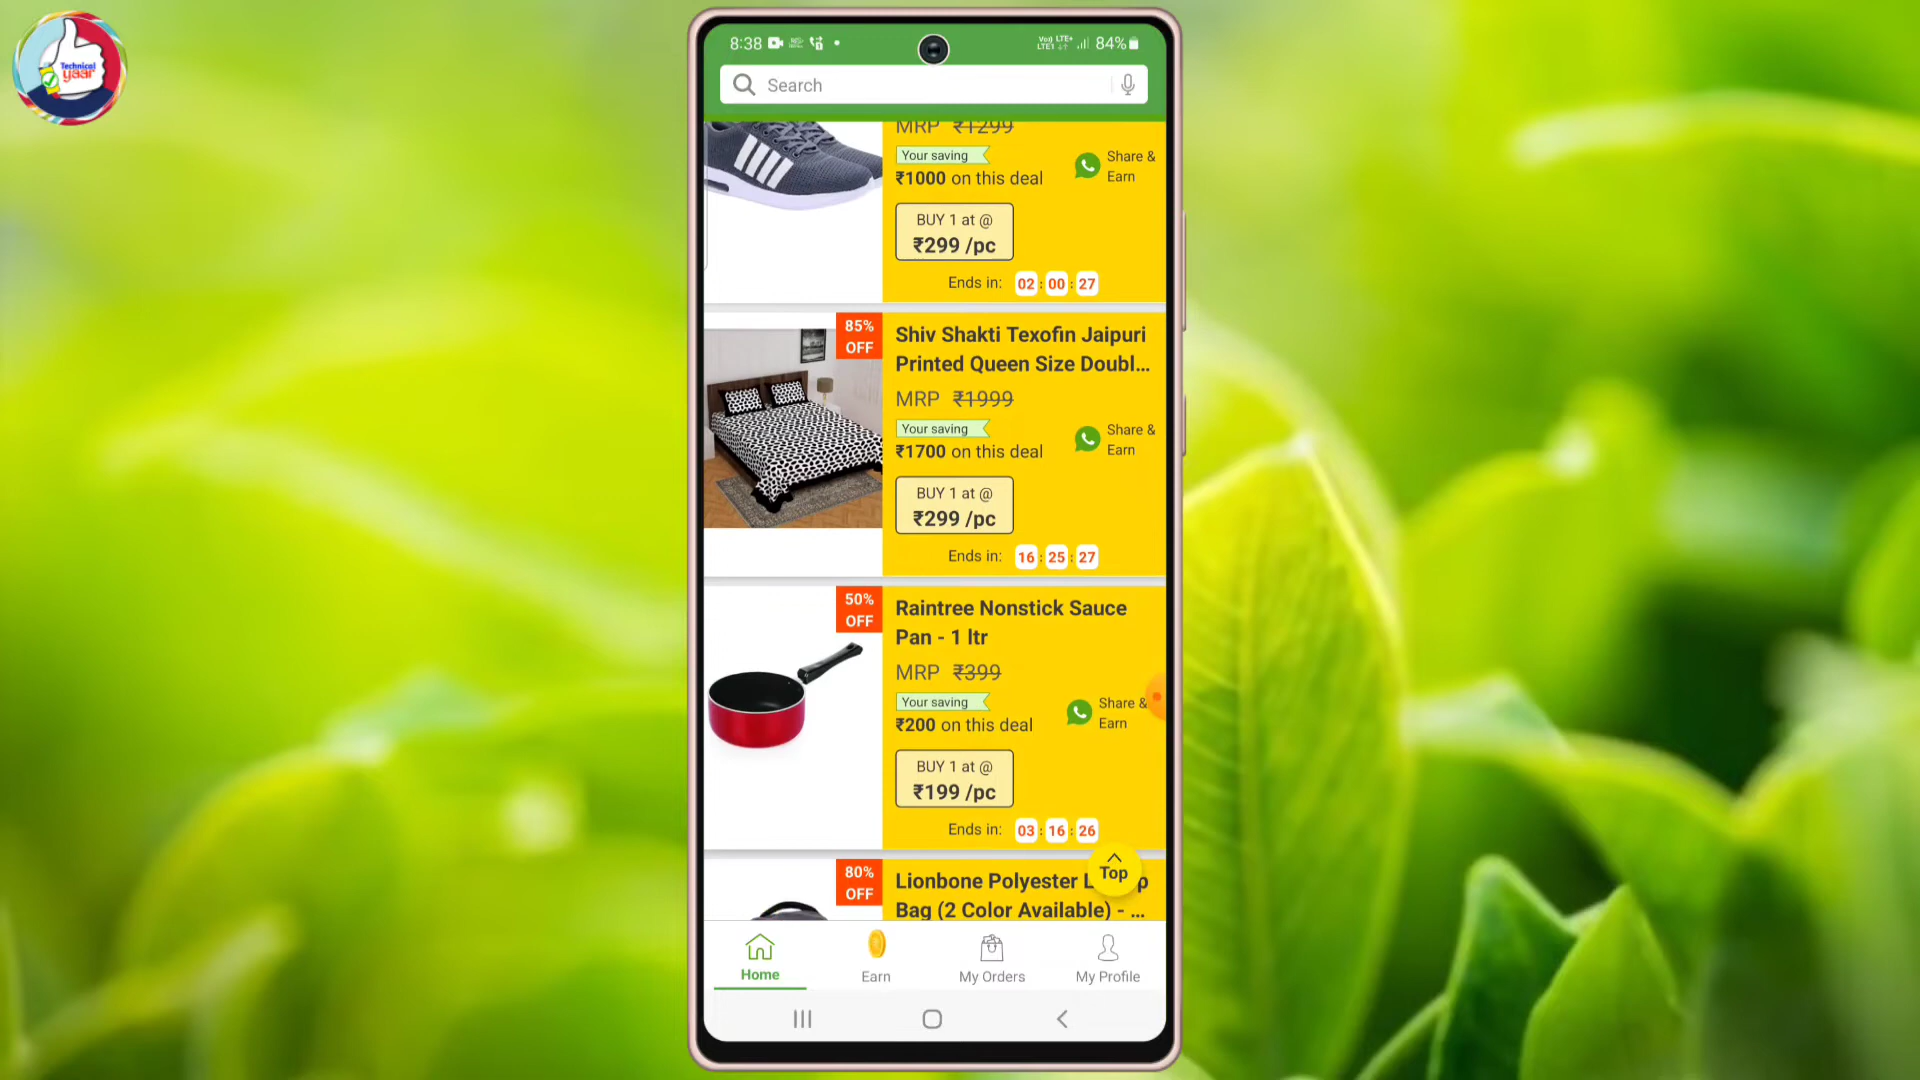 Technical
yaar
8:38
Voo) LTE+
LTE1
84%
Search
MRP ₹1299
Your saving
₹1000 on this deal
Share &
Earn
BUY 1 at @
₹299 /pc
Ends in: 02 : 00 : 27
85%
OFF
Shiv Shakti Texofin Jaipuri
Printed Queen Size Doubl...
MRP ₹1999
Your saving
₹1700 on this deal
Share &
Earn
BUY 1 at @
₹299 /pc
Ends in: 16 : 25 : 27
50%
OFF
Raintree Nonstick Sauce
Pan - 1 ltr
MRP ₹399
Your saving
₹200 on this deal
Share &
Earn
BUY 1 at @
₹199 /pc
Ends in: 03 : 16 : 26
80%
OFF
Lionbone Polyester
Bag (2 Color Available) - ...
Top
Home
Earn
My Orders
My Profile